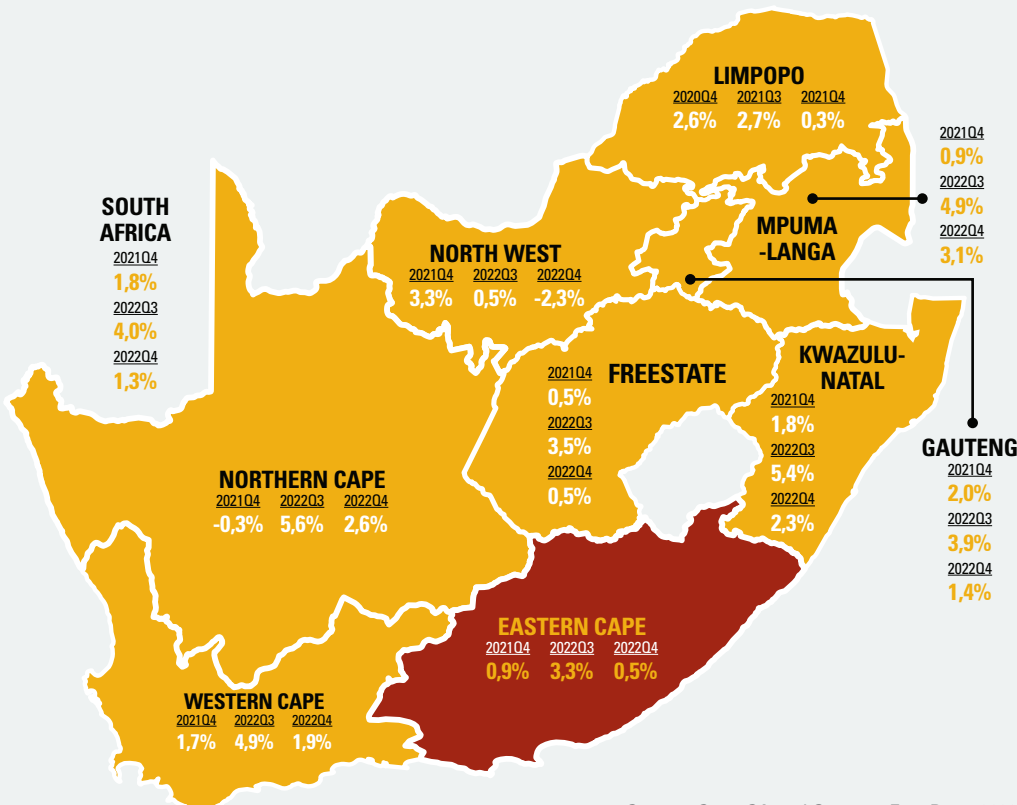 LIMPOPO
2020Q4 2021Q3 2021Q4
2,6% 2,7% 0,3%
2021Q4
0,9%
2022Q3
4,9%
2022Q4
3,1%
MPUMA
-LANGA
SOUTH
AFRICA
2021Q4
1,8%
2022Q3
4,0%
2022Q4
1,3%
NORTH WEST
2021Q4 2022Q3 2022Q4
3,3% 0,5% -2,3%
FREESTATE
2021Q4
0,5%
2022Q3
3,5%
2022Q4
0,5%
KWAZULU-
NATAL
2021Q4
1,8%
2022Q3
5,4%
2022Q4
2,3%
GAUTENG
2021Q4
2,0%
2022Q3
3,9%
2022Q4
1,4%
NORTHERN CAPE
2021Q4 2022Q3 2022Q4
-0,3% 5,6% 2,6%
EASTERN CAPE
2021Q4 2022Q3 2022Q4
0,9% 3,3% 0,5%
WESTERN CAPE
2021Q4 2022Q3 2022Q4
1,7% 4,9% 1,9%